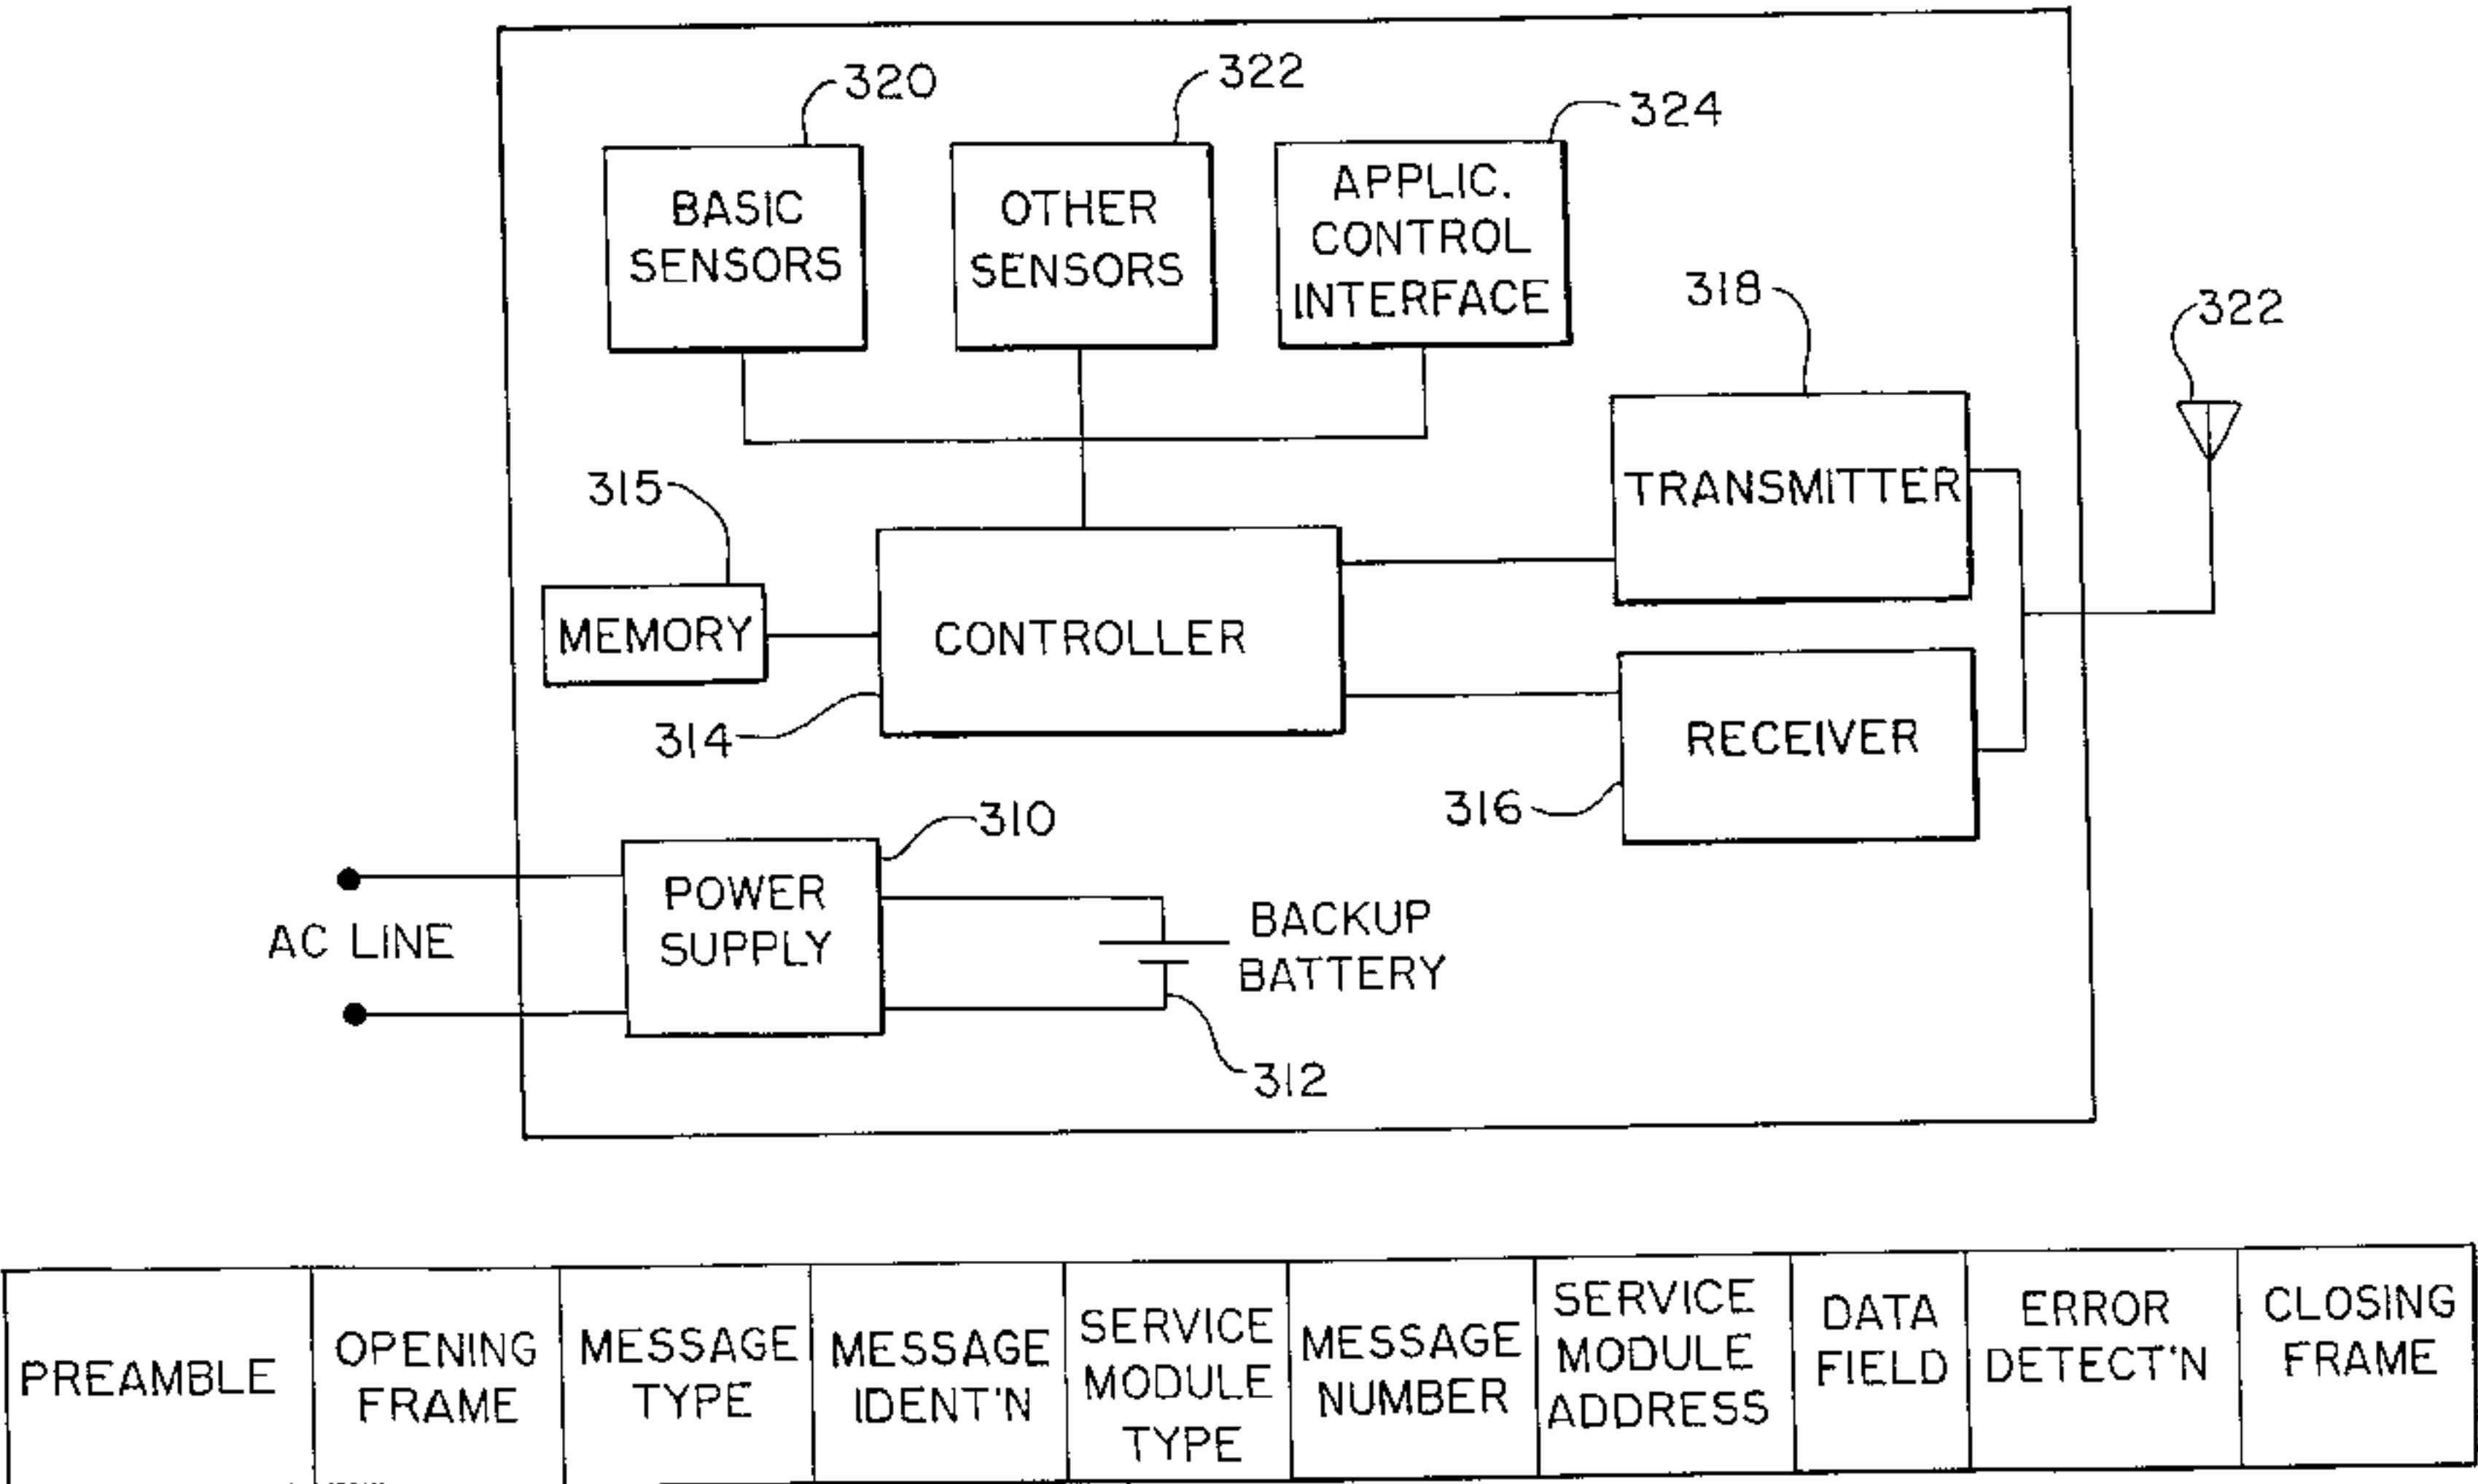 320
322
324
BASIC
SENSORS
OTHER
SENSORS
APPLIC.
CONTROL
INTERFACE
318
322
315
TRANSMITTER
MEMORY
CONTROLLER
314
RECEIVER
316
310
AC LINE
POWER
SUPPLY
BACKUP
BATTERY
312
PREAMBLE
OPENING
FRAME
MESSAGE
TYPE
MESSAGE
IDENT'N
SERVICE
MODULE
TYPE
MESSAGE
NUMBER
SERVICE
MODULE
ADDRESS
DATA
FIELD
ERROR
DETECT'N
CLOSING
FRAME